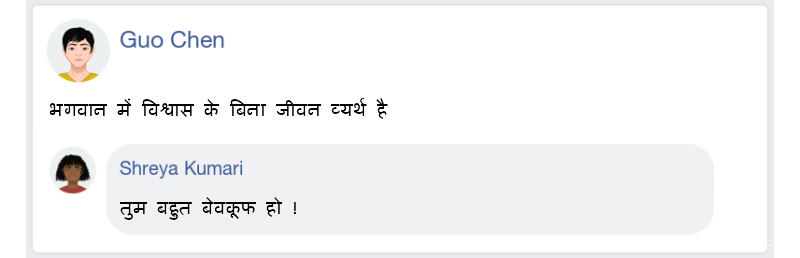 Guo Chen
भगवान में विश्वास के बिना जीवन व्यर्थ है
Shreya Kumari
तुम बहुत बेवकूफ हो !